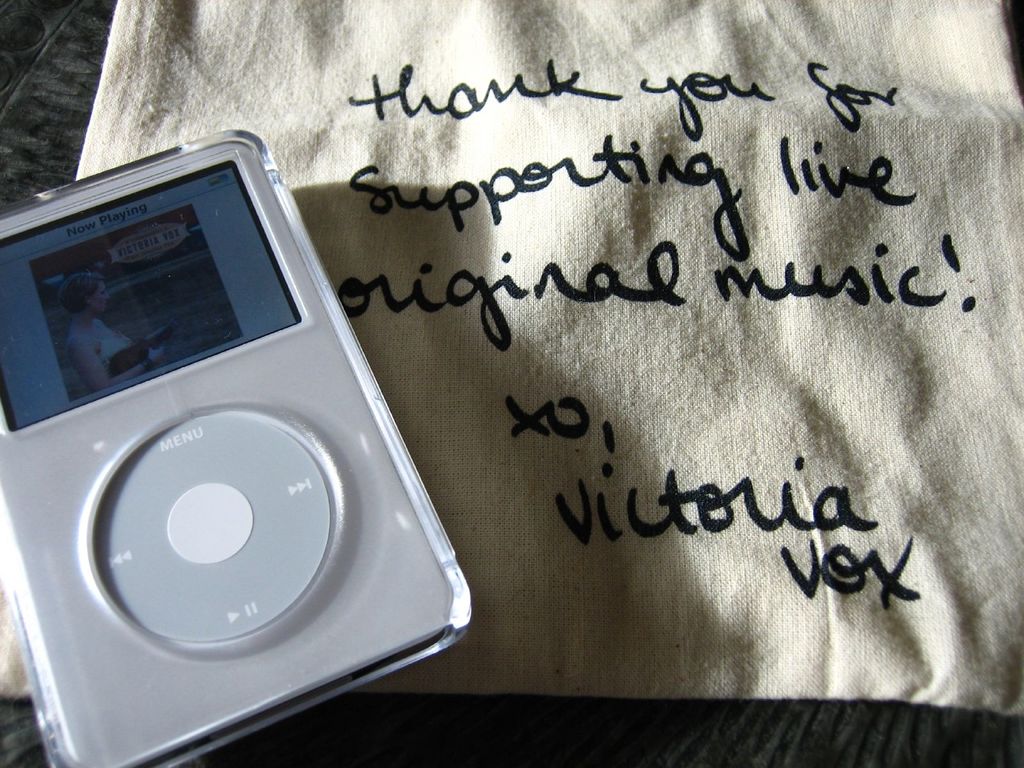 Now Playing
VICTORIA VOX
MENU
thank you for
supporting live
original music!
xo,
Victoria
Vox